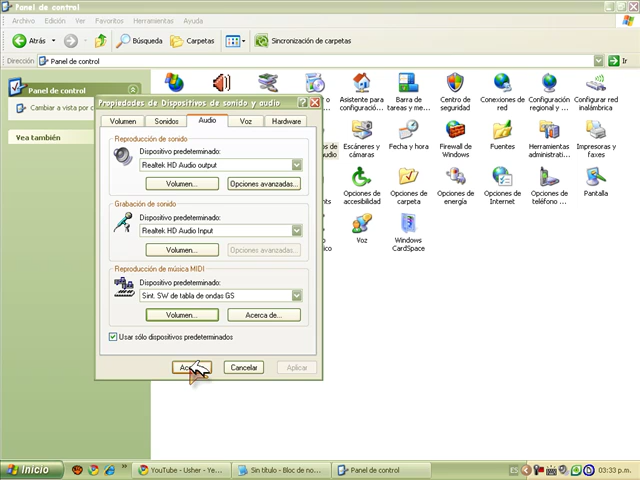 Panel de control
Archivo Edición Ver Favoritos Herramientas Ayuda
Atrás Búsqueda Carpetas Sincronización de carpetas
Dirección Panel de control Ir
Panel de control
Cambiar a vista por c
Vea también
Asistente para configuració...
Barra de tareas y me...
Centro de seguridad
Conexiones de red
Configuración regional y ...
Configurar red inalámbrica
Escáneres y cámaras
Fecha y hora
Firewall de Windows
Fuentes
Herramientas administrati...
Impresoras y faxes
Opciones de accesibilidad
Opciones de carpeta
Opciones de energía
Opciones de Internet
Opciones de teléfono ...
Pantalla
Voz
Windows CardSpace
Propiedades de Dispositivos de sonido y audio
Volumen Sonidos Audio Voz Hardware
Reproducción de sonido
Dispositivo predeterminado:
Realtek HD Audio output
Volumen... Opciones avanzadas...
Grabación de sonido
Dispositivo predeterminado:
Realtek HD Audio Input
Volumen... Opciones avanzadas...
Reproducción de música MIDI
Dispositivo predeterminado:
Sint. SW de tabla de ondas GS
Volumen... Acerca de...
Usar sólo dispositivos predeterminados
Cancelar Aplicar
Inicio YouTube - Usher - Ye... Sin título - Bloc de no... Panel de control ES 03:33 p.m.